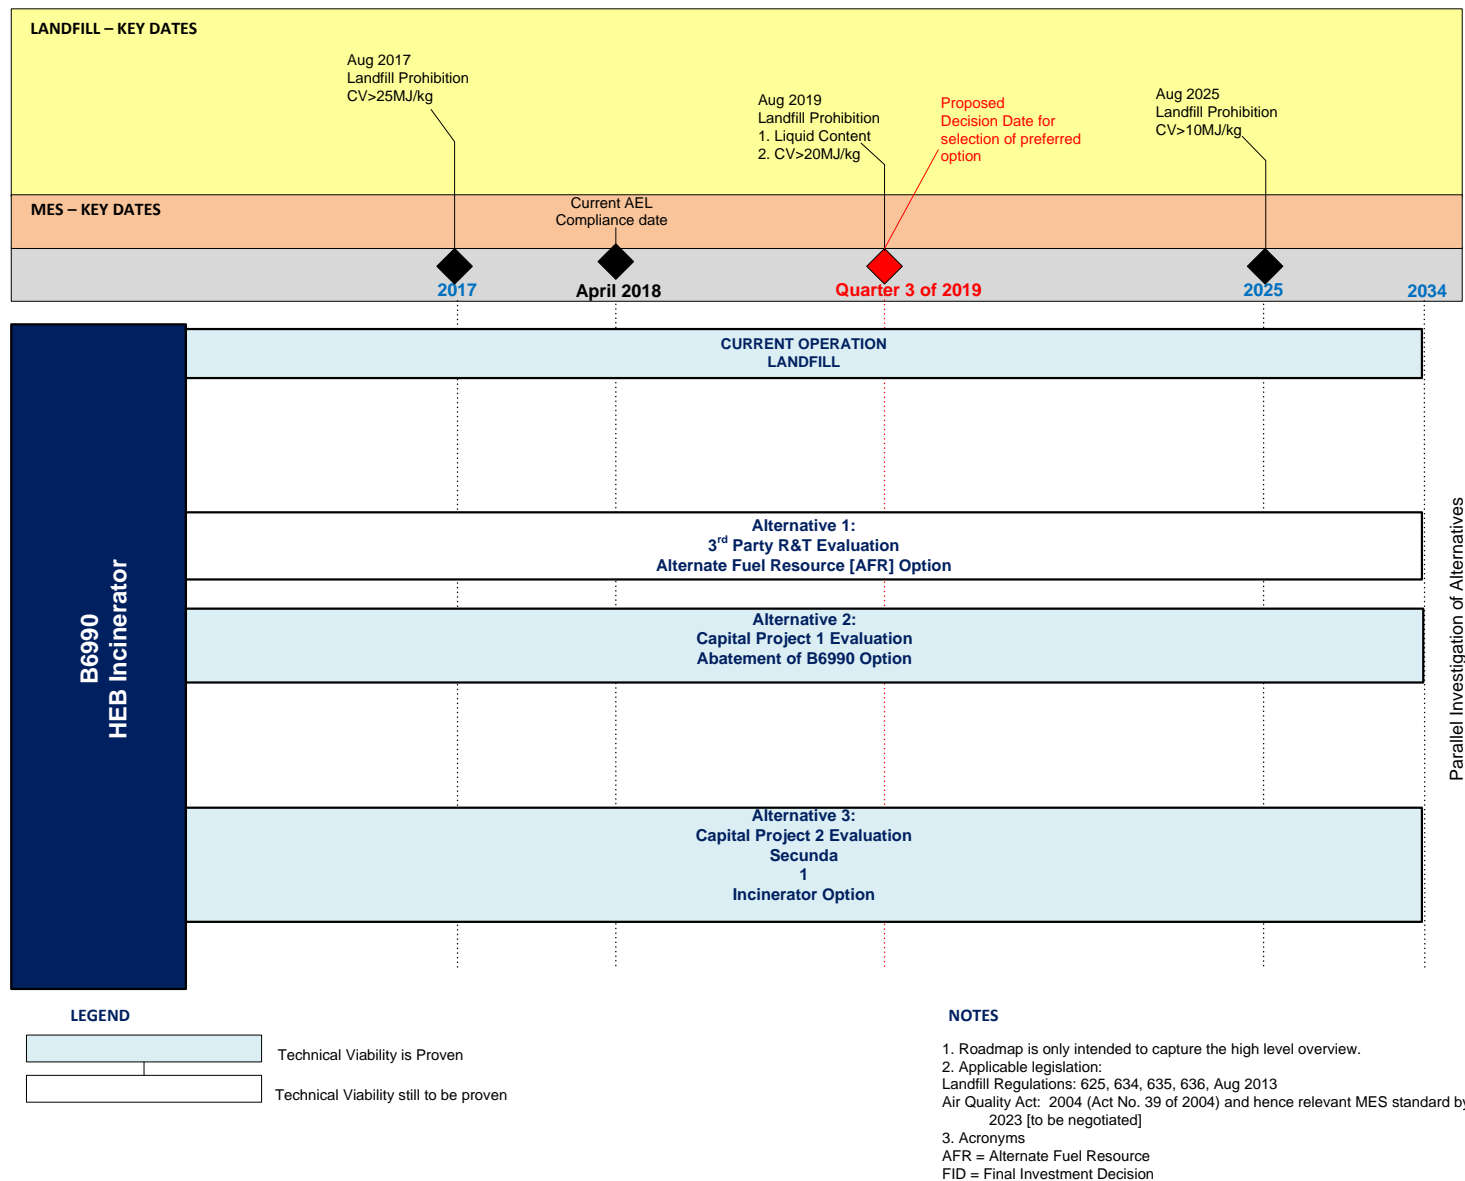 LANDFILL – KEY DATES
Aug 2017
Landfill Prohibition
CV>25MJ/kg
Aug 2019
Landfill Prohibition
1. Liquid Content
2. CV>20MJ/kg
Proposed
Decision Date for
selection of preferred
option
Aug 2025
Landfill Prohibition
CV>10MJ/kg
MES – KEY DATES
Current AEL
Compliance date
2017
April 2018
Quarter 3 of 2019
2025
2034
B6990
HEB Incinerator
CURRENT OPERATION
LANDFILL
Alternative 1:
3rd Party R&T Evaluation
Alternate Fuel Resource [AFR] Option
Alternative 2:
Capital Project 1 Evaluation
Abatement of B6990 Option
Alternative 3:
Capital Project 2 Evaluation
Secunda
1
Incinerator Option
Parallel Investigation of Alternatives
LEGEND
Technical Viability is Proven
Technical Viability still to be proven
NOTES
1. Roadmap is only intended to capture the high level overview.
2. Applicable legislation:
Landfill Regulations: 625, 634, 635, 636, Aug 2013
Air Quality Act: 2004 (Act No. 39 of 2004) and hence relevant MES standard by
2023 [to be negotiated]
3. Acronyms
AFR = Alternate Fuel Resource
FID = Final Investment Decision